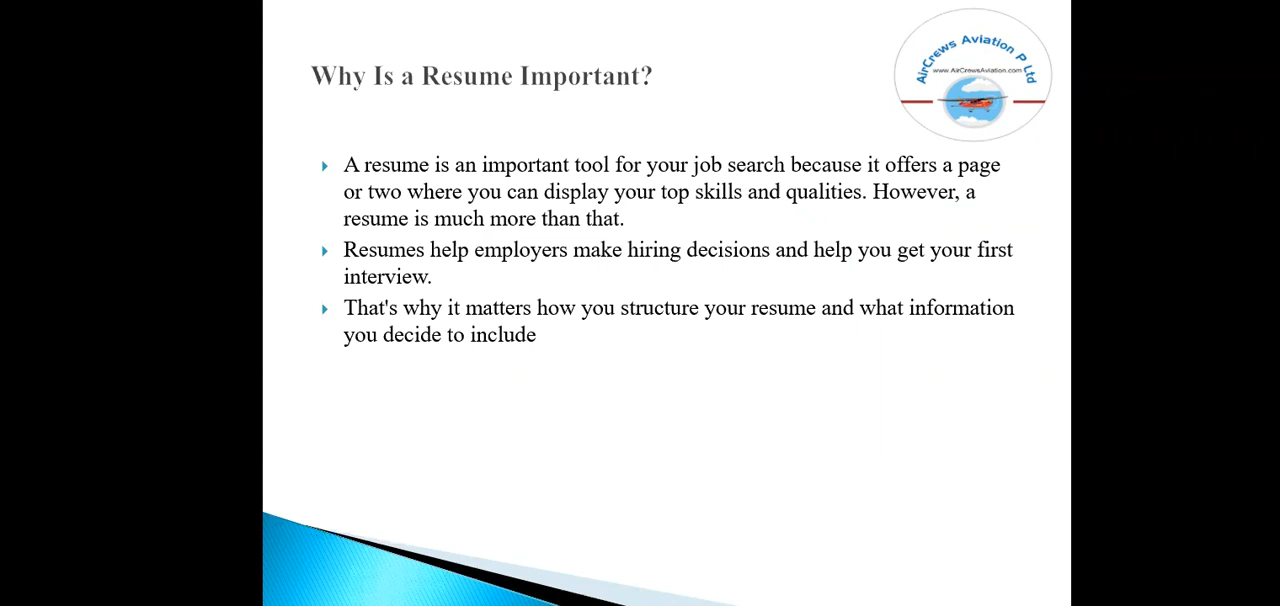 AirCrews Aviation P Ltd
www.AirCrewsAviation.com
Why Is a Resume Important?
A resume is an important tool for your job search because it offers a page
or two where you can display your top skills and qualities. However, a
resume is much more than that.
Resumes help employers make hiring decisions and help you get your first
interview.
That's why it matters how you structure your resume and what information
you decide to include